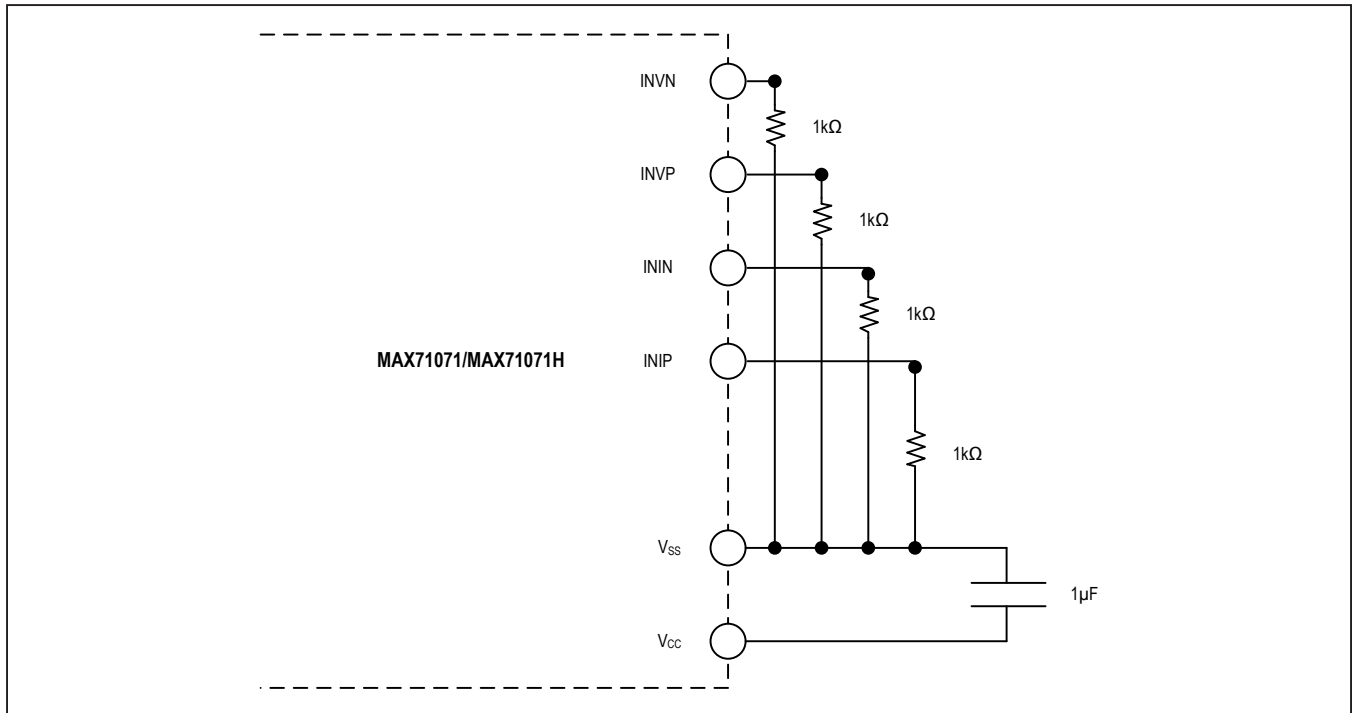 INVN
1kΩ
INVP
1kΩ
ININ
1kΩ
MAX71071/MAX71071H
INIP
1kΩ
VSS
1µF
VCC